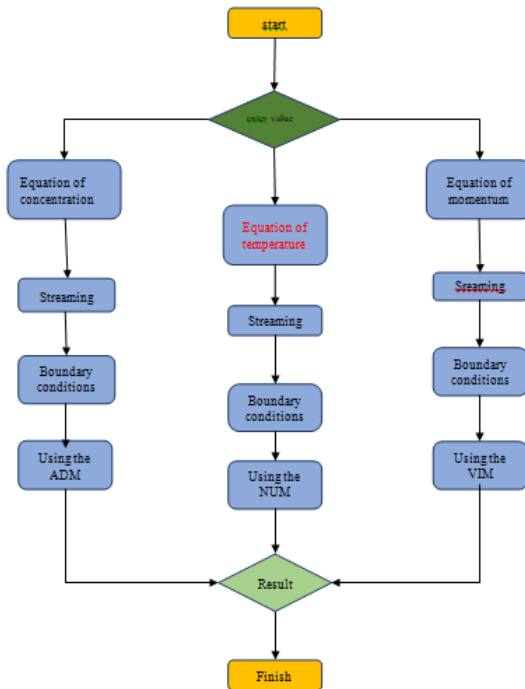 start
enter value
Equation of
concentration
Streaming
Boundary
conditions
Using the
ADM
Equation of
temperature
Streaming
Boundary
conditions
Using the
NUM
Equation of
momentum
Sreaming
Boundary
conditions
Using the
VIM
Result
Finish